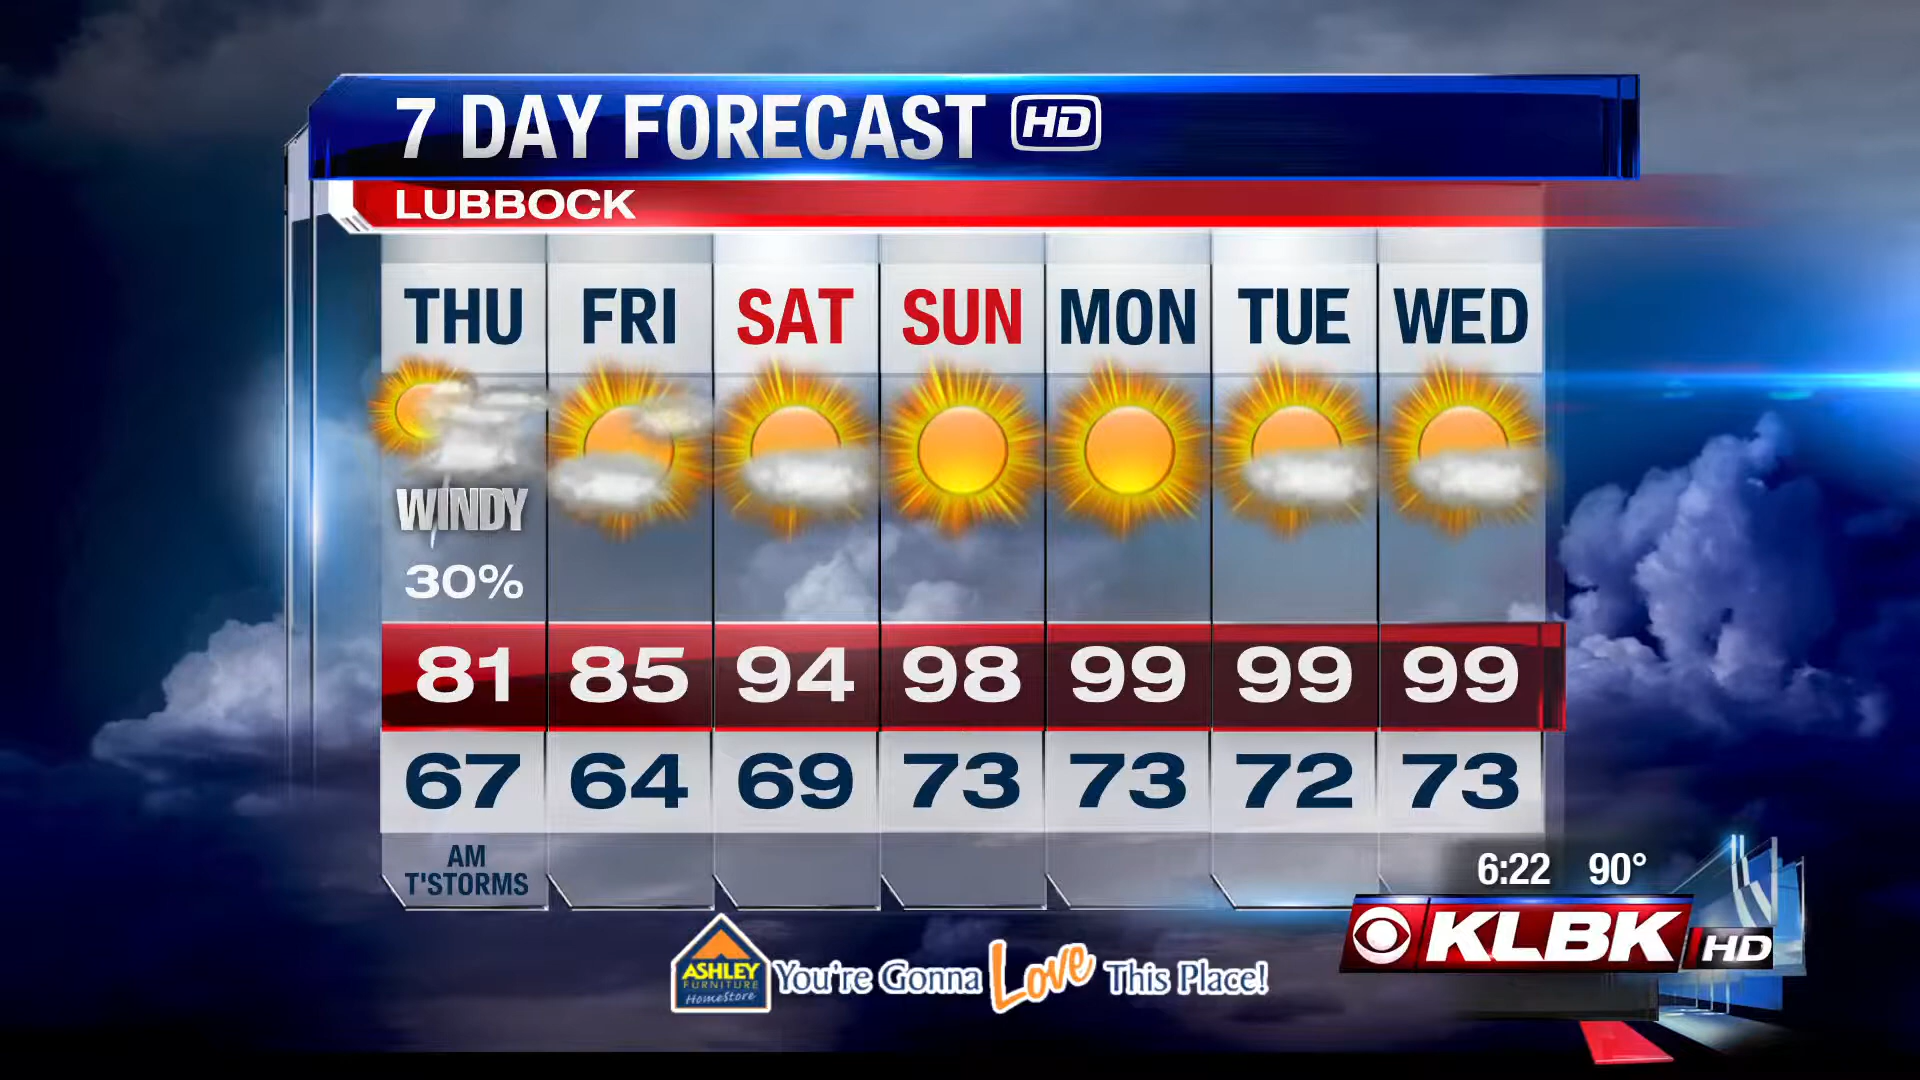 7 DAY FORECAST HD
LUBBOCK
THU FRI SAT SUN MON TUE WED
WINDY
30%
81 85 94 98 99 99 99
67 64 69 73 73 72 73
AM
T'STORMS
6:22 90°
KLBK HD
ASHLEY
FURNITURE
HomeStore
You're Gonna Love This Place!